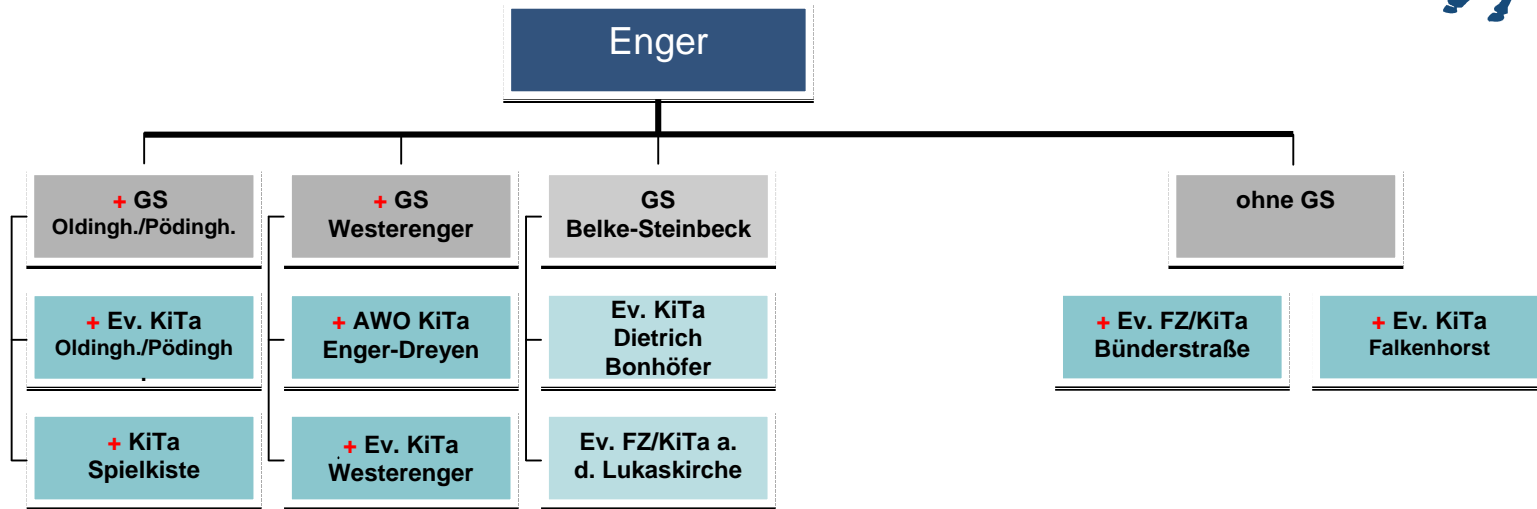 Enger
+ GS
Oldingh./Pödingh.
+ GS
Westerenger
GS
Belke-Steinbeck
ohne GS
+ Ev. KiTa
Oldingh./Pödingh
.
+ AWO KiTa
Enger-Dreyen
Ev. KiTa
Dietrich
Bonhöfer
+ Ev. FZ/KiTa
Bünderstraße
+ Ev. KiTa
Falkenhorst
+ KiTa
Spielkiste
+ Ev. KiTa
Westerenger
Ev. FZ/KiTa a.
d. Lukaskirche